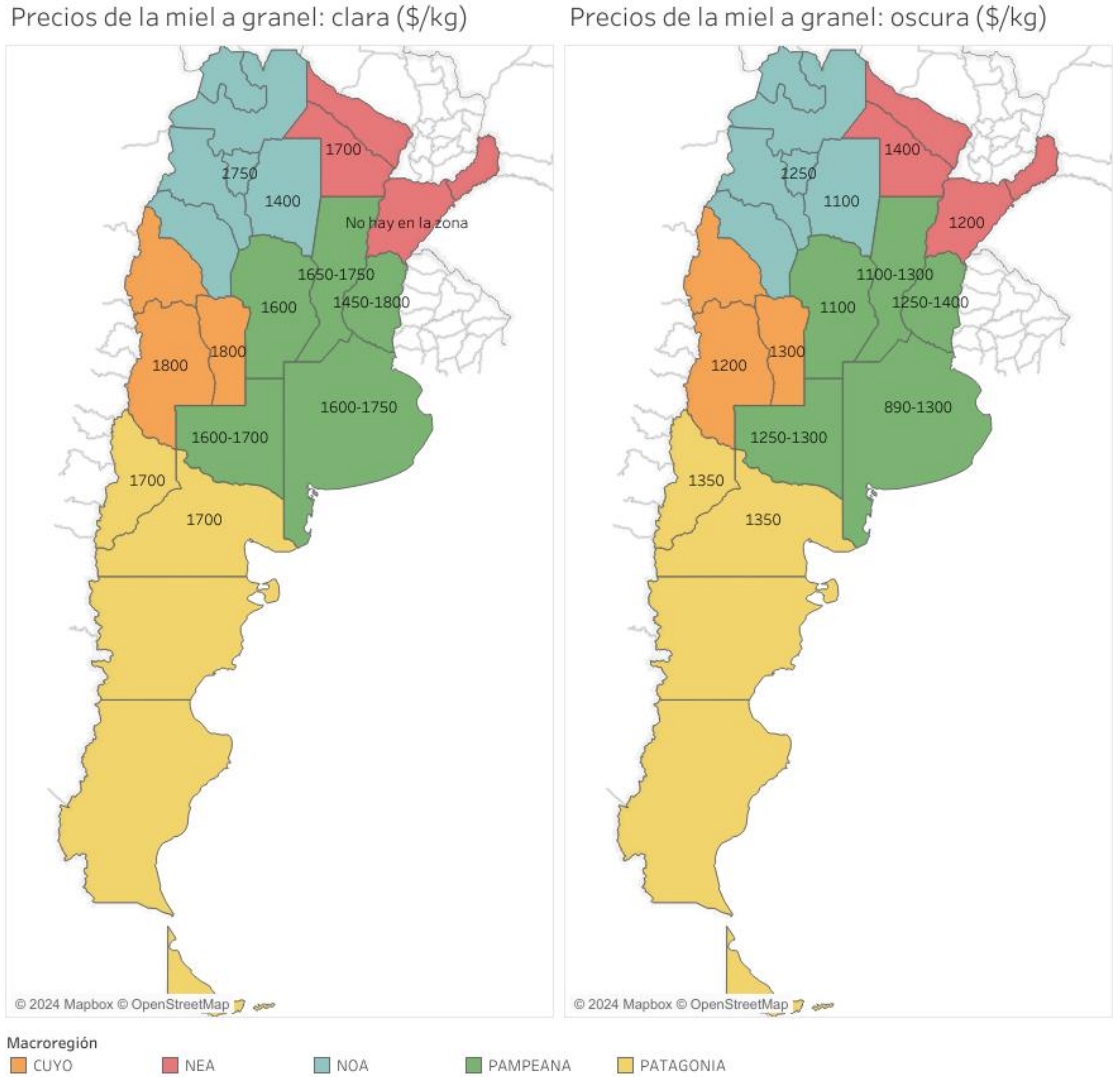 Precios de la miel a granel: clara ($/kg)
1700
2750
1400
No hay en la zona
1650-1750
1450-1800
1600
1800
1800
1600-1750
1600-1700
1700
1700
© 2024 Mapbox © OpenStreetMap
Precios de la miel a granel: oscura ($/kg)
1400
2250
1100
1200
1100-1300
1250-1400
1100
1300
1200
890-1300
1250-1300
1350
1350
© 2024 Mapbox © OpenStreetMap
Macroregión
CUYO
NEA
NOA
PAMPEANA
PATAGONIA